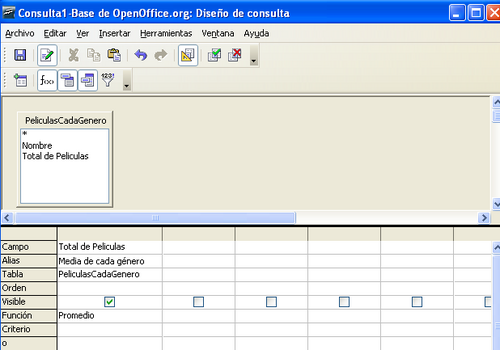 Consulta1-Base de OpenOffice.org: Diseño de consulta
Archivo Editar Ver Insertar Herramientas Ventana Ayuda
f(x)
PeliculasCadaGenero
*
Nombre
Total de Peliculas
Campo Total de Peliculas
Alias Media de cada género
Tabla PeliculasCadaGenero
Orden
Visible
Función Promedio
Criterio
o